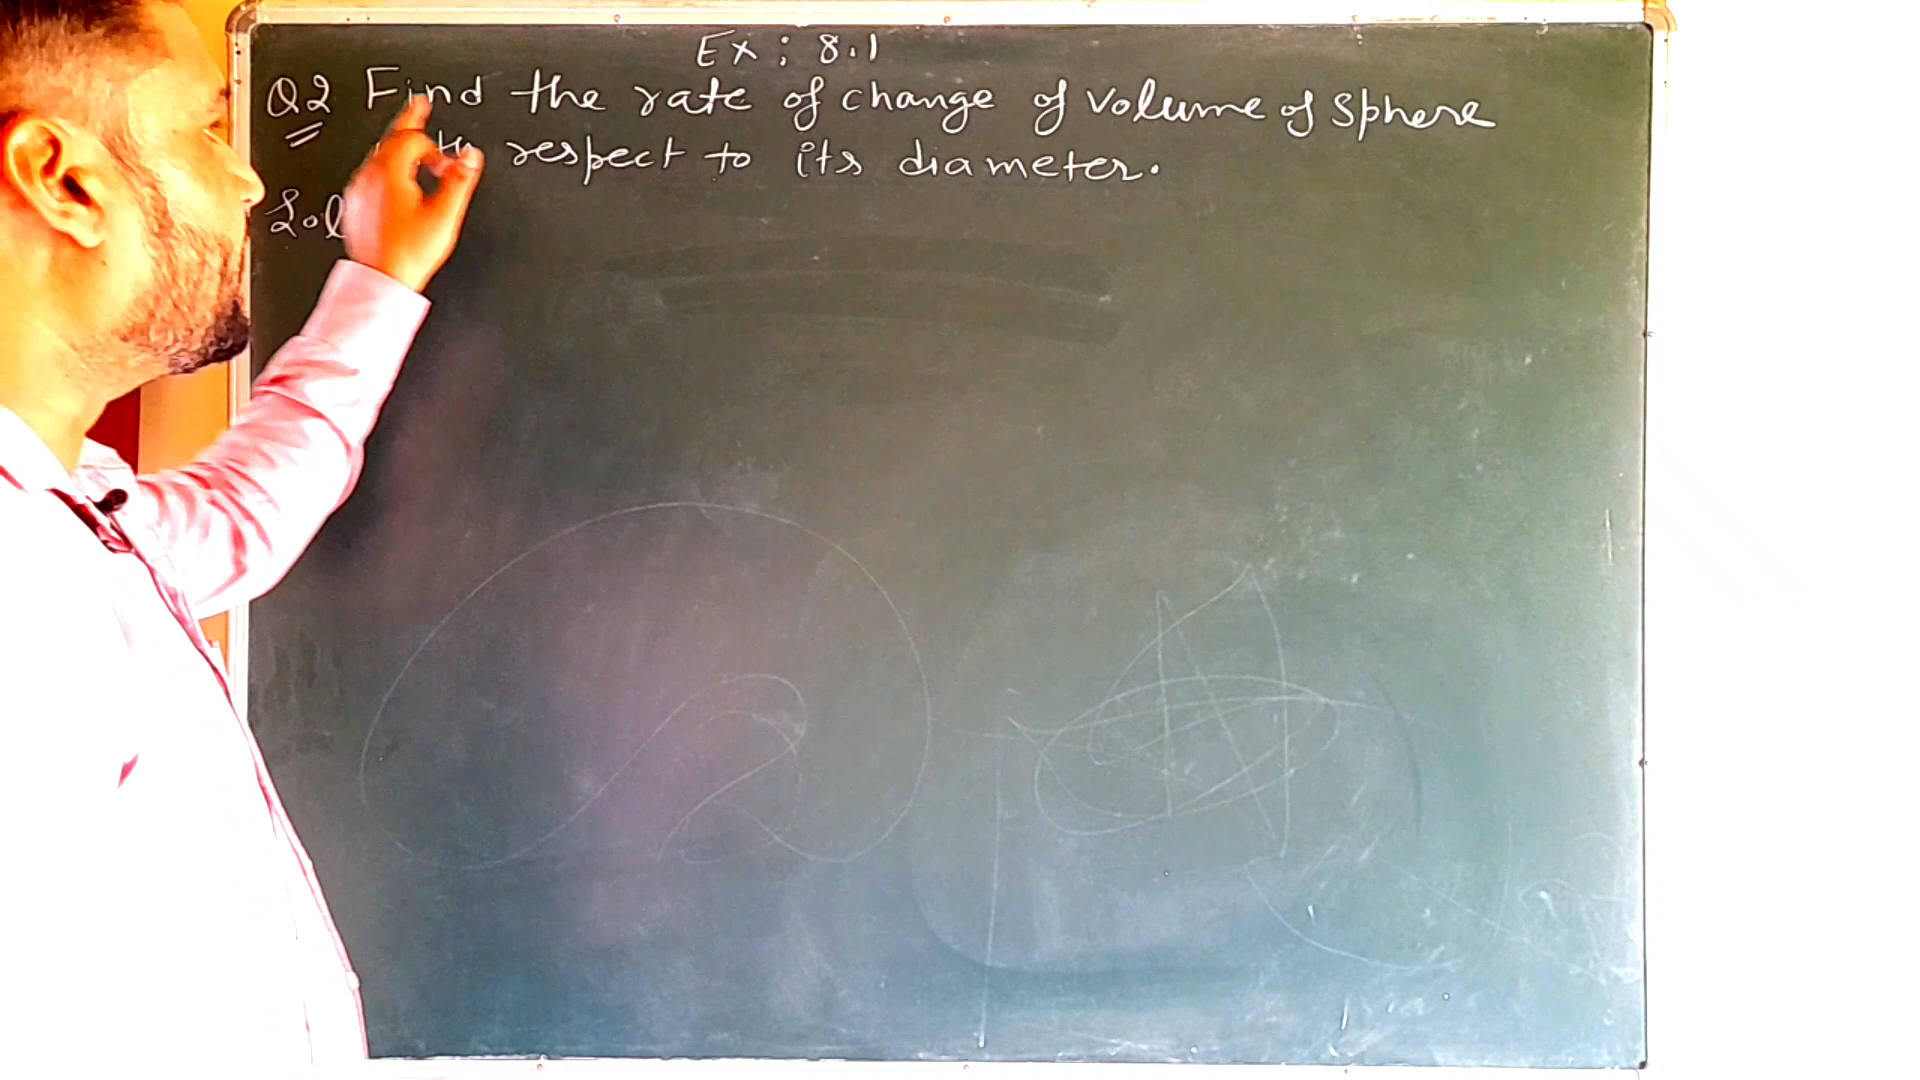 Ex : 8.1
Q2 Find the rate of change of volume of sphere
respect to its diameter.
Sol